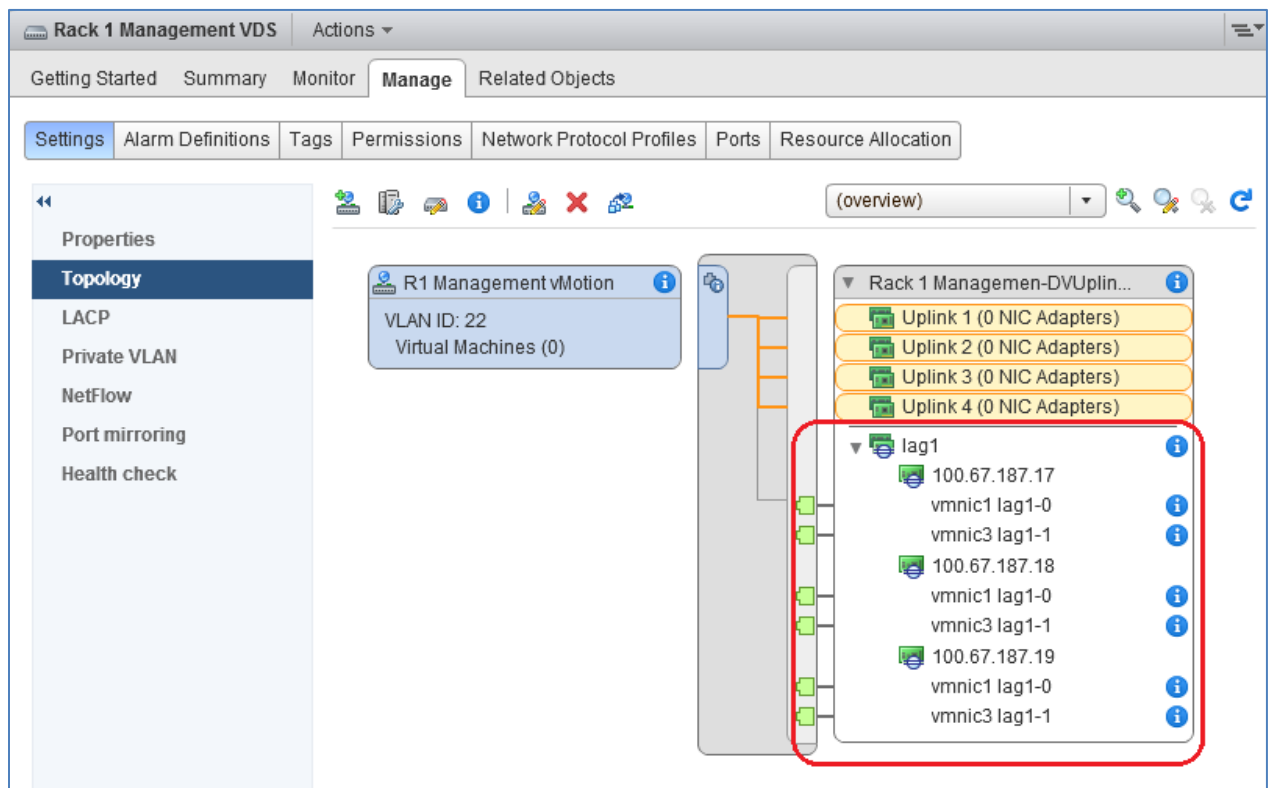 Rack 1 Management VDS Actions
Getting Started Summary Monitor Manage Related Objects
Settings Alarm Definitions Tags Permissions Network Protocol Profiles Ports Resource Allocation
(overview)
Properties
Topology
LACP
Private VLAN
NetFlow
Port mirroring
Health check
R1 Management vMotion
VLAN ID: 22
Virtual Machines (0)
Rack 1 Managemen-DVUplin...
Uplink 1 (0 NIC Adapters)
Uplink 2 (0 NIC Adapters)
Uplink 3 (0 NIC Adapters)
Uplink 4 (0 NIC Adapters)
lag1
100.67.187.17
vmnic1 lag1-0
vmnic3 lag1-1
100.67.187.18
vmnic1 lag1-0
vmnic3 lag1-1
100.67.187.19
vmnic1 lag1-0
vmnic3 lag1-1